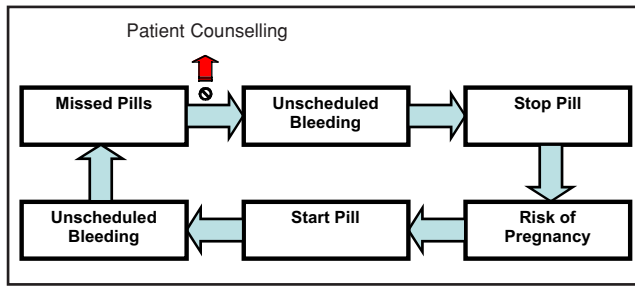 Patient Counselling
Missed Pills
Unscheduled
Bleeding
Stop Pill
Unscheduled
Bleeding
Start Pill
Risk of
Pregnancy